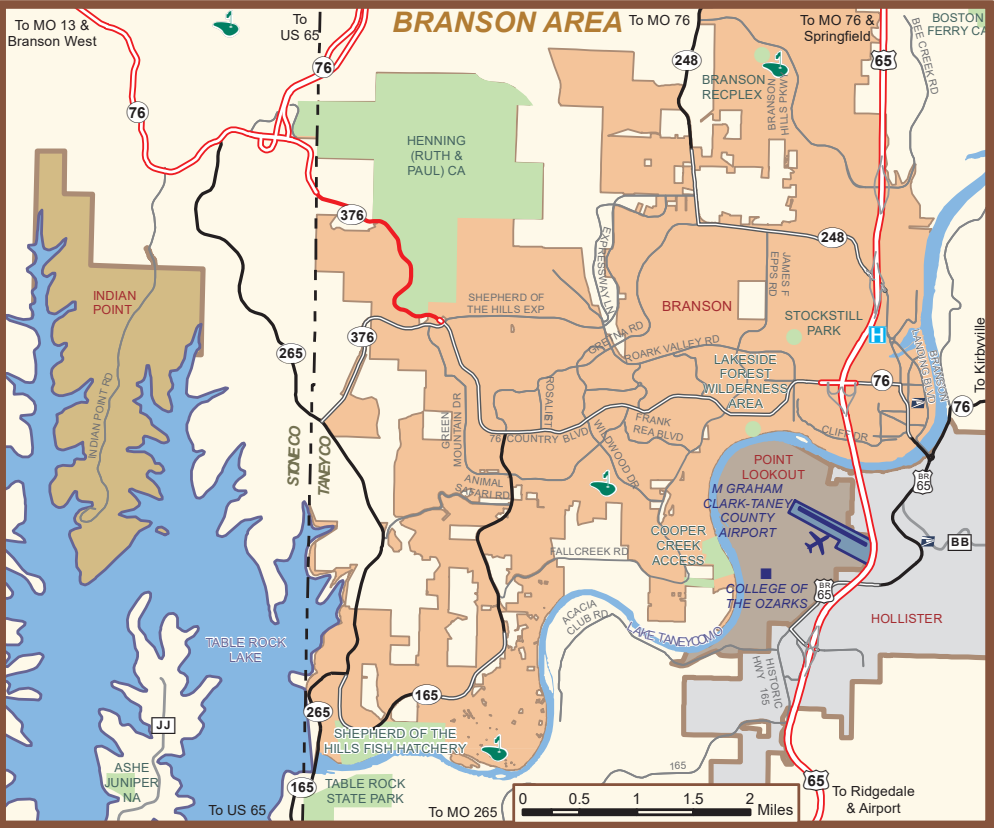 BRANSON AREA
To MO 13 &
Branson West
To
US 65
To MO 76
To MO 76 &
Springfield
BOSTON
FERRY CA
BEE CREEK RD
76
76
248
65
BRANSON
RECPLEX
BRANSON
HILLS PKWY
HENNING
(RUTH &
PAUL) CA
376
248
EXPRESSWAY LN
JAMES F
EPPS RD
INDIAN
POINT
SHEPHERD OF
THE HILLS EXP
BRANSON
STOCKSTILL
PARK
H
376
265
GRETNA RD
ROARK VALLEY RD
LAKESIDE
FOREST
WILDERNESS
AREA
76
BRANSON
LANDING BLVD
To Kirbyville
76
INDIAN POINT RD
ROSALIE ST
GREEN
MOUNTAIN DR
76 COUNTRY BLVD
FRANK
REA BLVD
WILDWOOD DR
CLIFF DR
STONE CO
TANEY CO
ANIMAL
SAFARI RD
POINT
LOOKOUT
M GRAHAM
CLARK-TANEY
COUNTY
AIRPORT
BR
65
BB
COOPER
CREEK
ACCESS
FALLCREEK RD
COLLEGE OF
THE OZARKS
BR
65
HOLLISTER
ACACIA
CLUB RD
LAKE TANEYCOMO
TABLE ROCK
LAKE
HISTORIC
HWY 165
165
265
JJ
SHEPHERD OF THE
HILLS FISH HATCHERY
165
ASHE
JUNIPER
NA
165
TABLE ROCK
STATE PARK
65
To Ridgedale
& Airport
To US 65
To MO 265
0 0.5 1 1.5 2 Miles